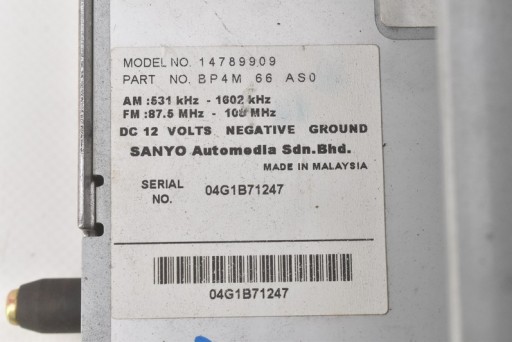 MODEL NO. 14789909
PART NO. BP4M 66 AS0
AM :531 kHz - 1602 kHz
FM :87.5 MHz - 108 MHz
DC 12 VOLTS NEGATIVE GROUND
SANYO Automedia Sdn.Bhd.
MADE IN MALAYSIA
SERIAL NO. 04G1B71247
04G1B71247